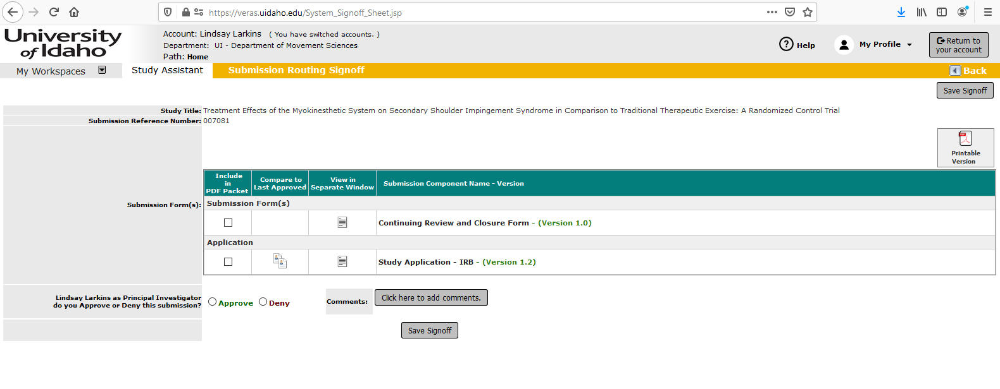 https://veras.uidaho.edu/System_Signoff_Sheet.jsp
University
of Idaho
Account: Lindsay Larkins ( You have switched accounts. )
Department: UI - Department of Movement Sciences
Path: Home
? Help
My Profile
Return to
your account
My Workspaces
Study Assistant
Submission Routing Signoff
Back
Save Signoff
Study Title: Treatment Effects of the Myokinesthetic System on Secondary Shoulder Impingement Syndrome in Comparison to Traditional Therapeutic Exercise: A Randomized Control Trial
Submission Reference Number: 007081
Printable
Version
Submission Form(s):
Include
in
PDF Packet
Compare to
Last Approved
View in
Separate Window
Submission Component Name - Version
Submission Form(s)
Continuing Review and Closure Form - (Version 1.0)
Application
Study Application - IRB - (Version 1.2)
Lindsay Larkins as Principal Investigator
do you Approve or Deny this submission?
Approve
Deny
Comments:
Click here to add comments.
Save Signoff